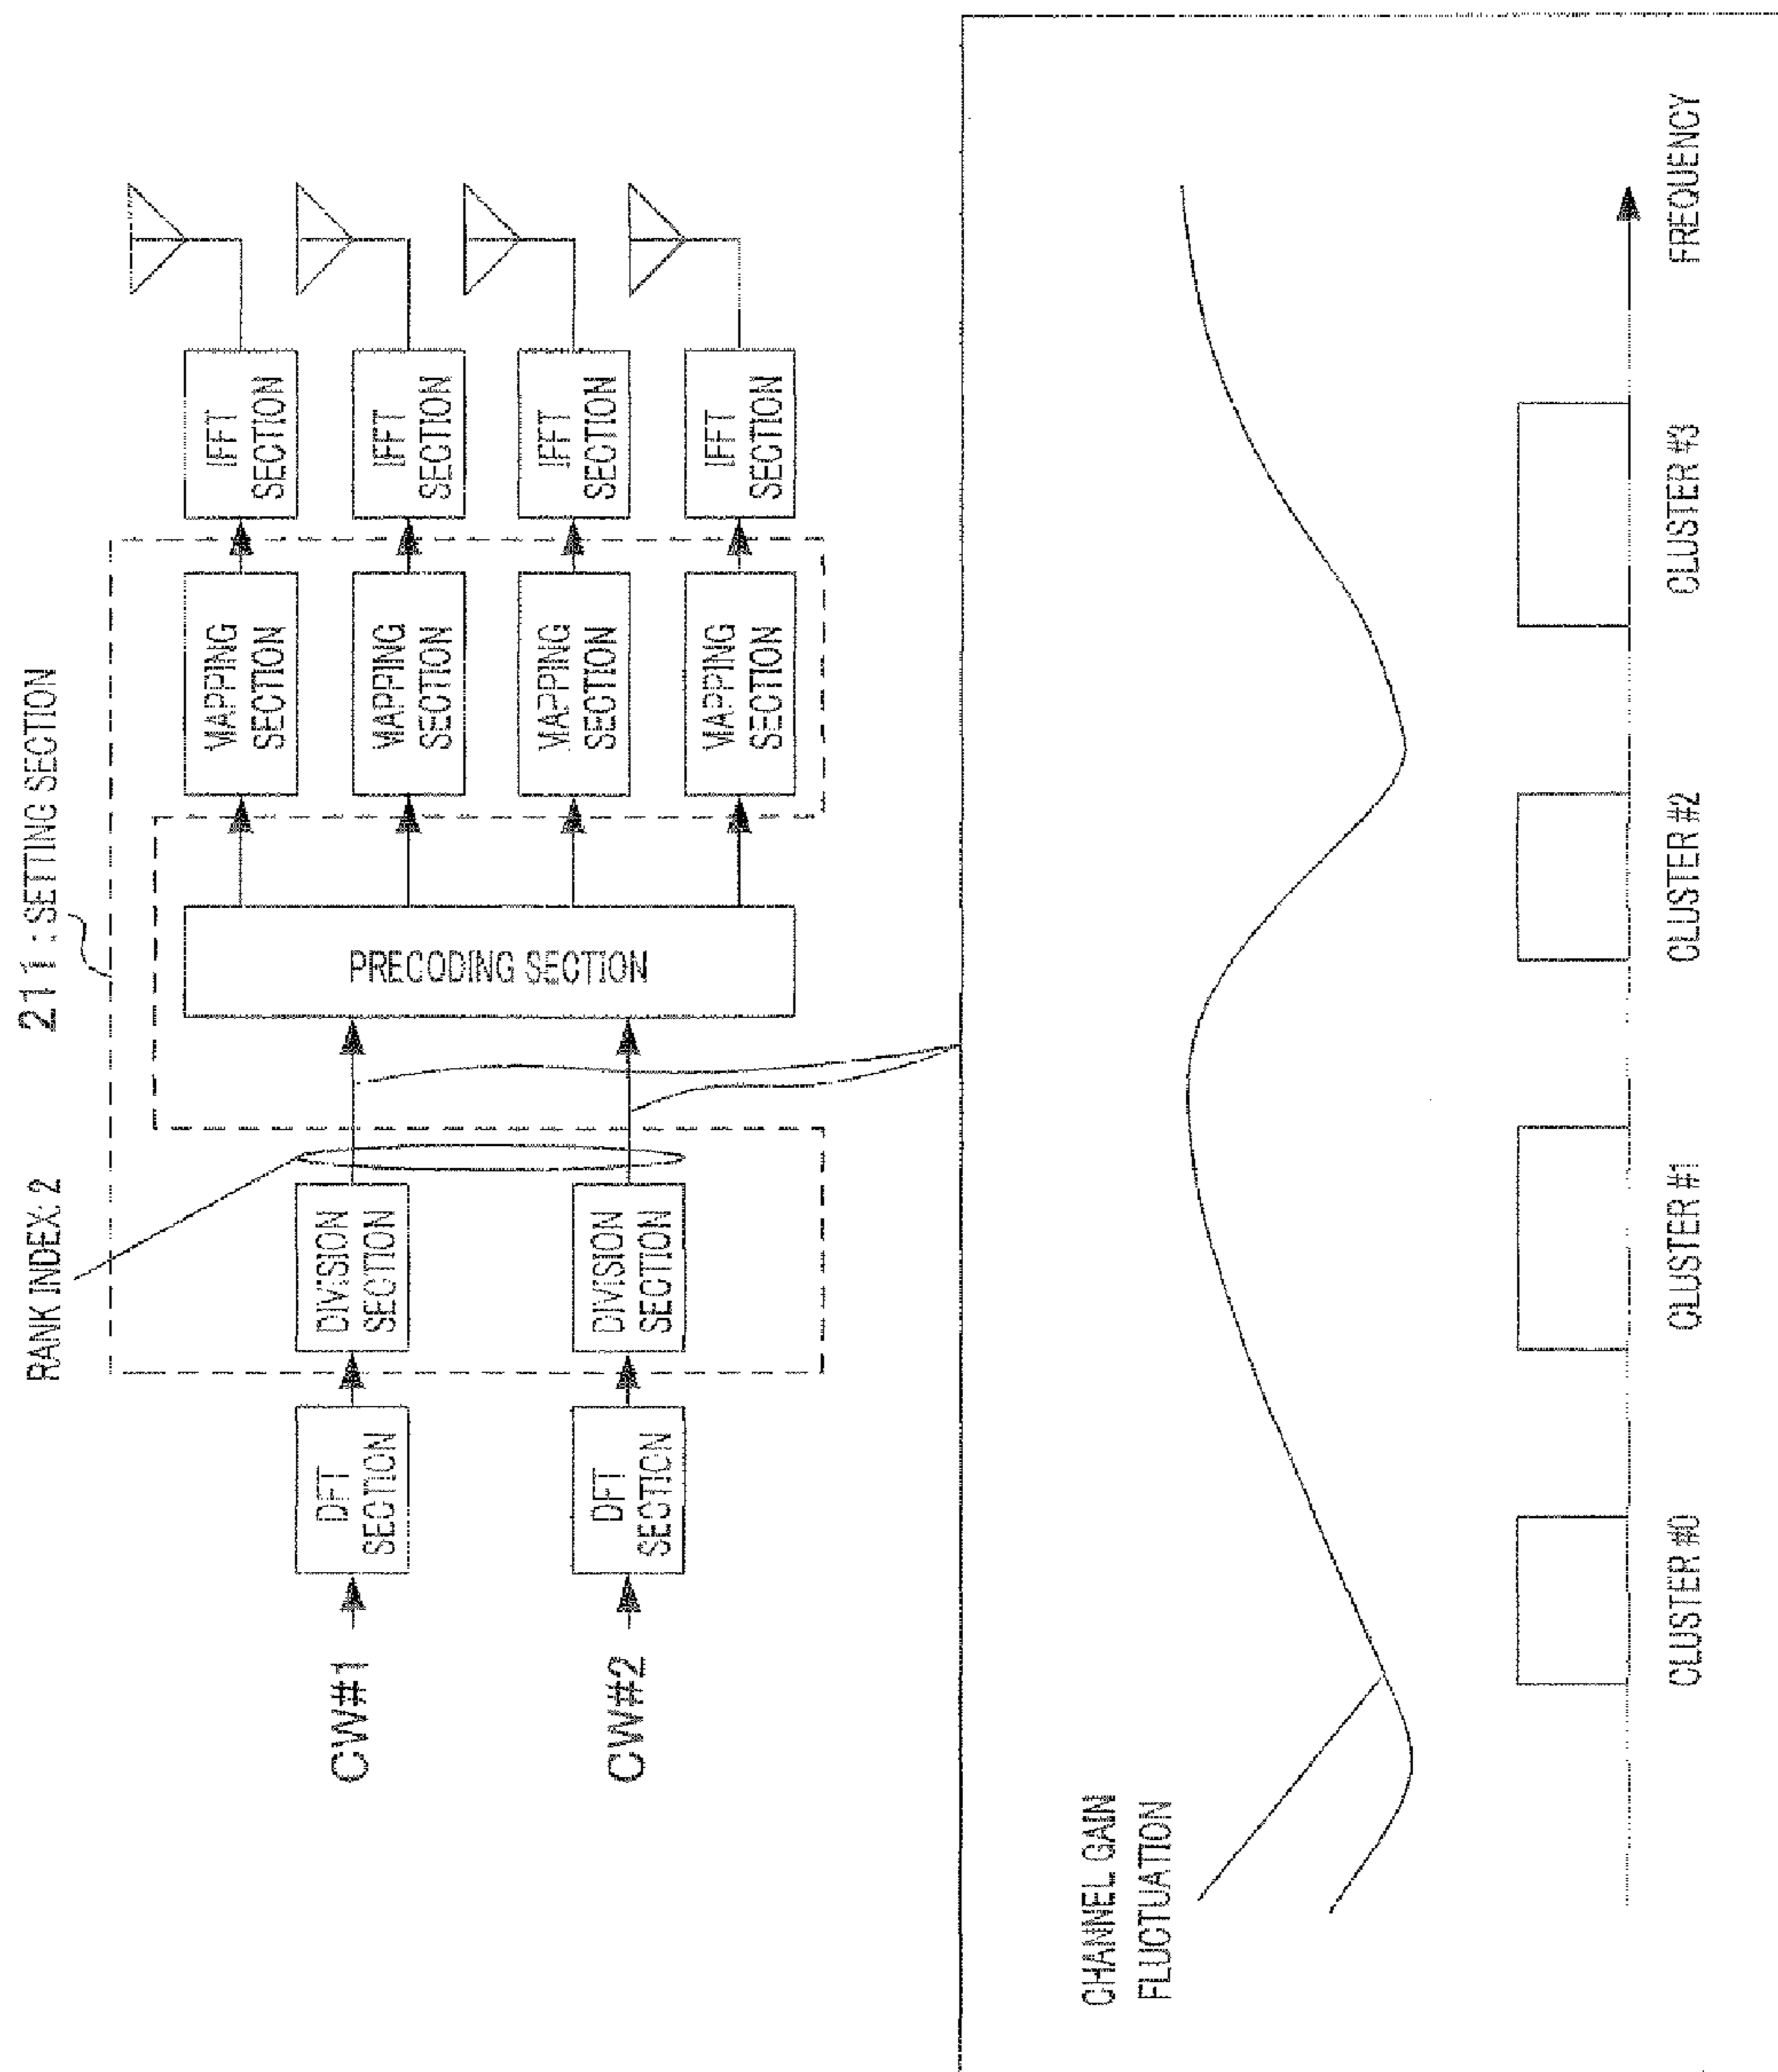 RANK INDEX: 2
211 : SETTING SECTION
CW#1
DFT
SECTION
DIVISION
SECTION
CW#2
DFT
SECTION
DIVISION
SECTION
PRECODING SECTION
MAPPING
SECTION
IFFT
SECTION
MAPPING
SECTION
IFFT
SECTION
MAPPING
SECTION
IFFT
SECTION
MAPPING
SECTION
IFFT
SECTION
CHANNEL GAIN
FLUCTUATION
CLUSTER #0
CLUSTER #1
CLUSTER #2
CLUSTER #3
FREQUENCY